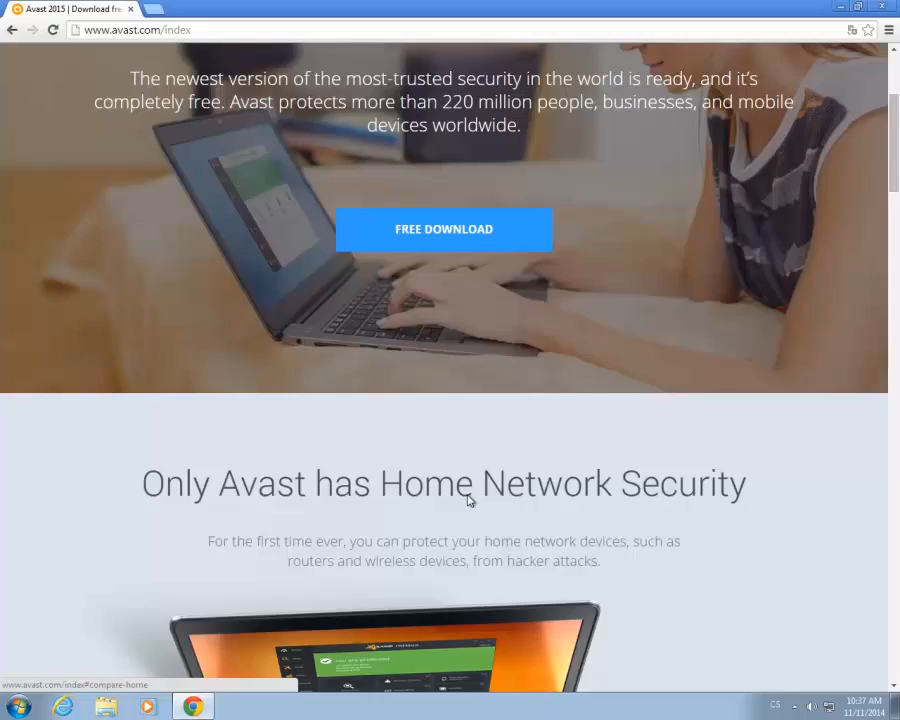 Avast 2015 | Download fre
www.avast.com/index
The newest version of the most-trusted security in the world is ready, and it's
completely free. Avast protects more than 220 million people, businesses, and mobile
devices worldwide.
FREE DOWNLOAD
Only Avast has Home Network Security
For the first time ever, you can protect your home network devices, such as
routers and wireless devices, from hacker attacks.
You are protected
www.avast.com/index#compare-home
CS
10:37 AM
11/11/2014